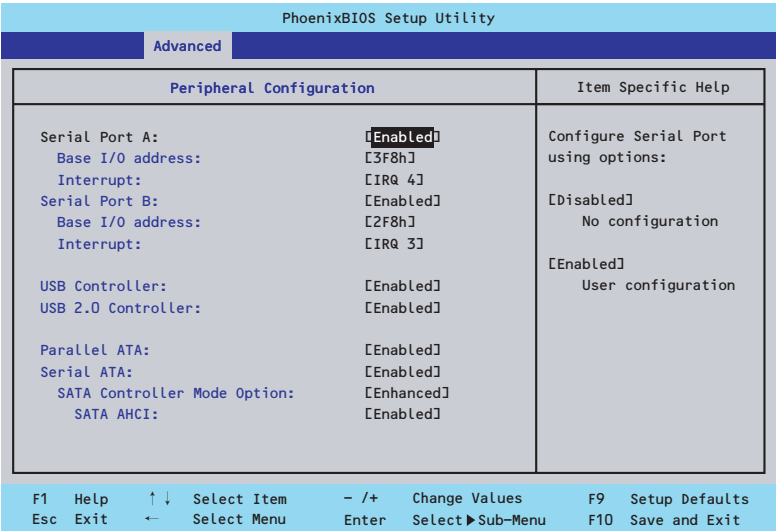 PhoenixBIOS Setup Utility
Advanced
Peripheral Configuration
Item Specific Help
Serial Port A: [Enabled]
Base I/O address: [3F8h]
Interrupt: [IRQ 4]
Serial Port B: [Enabled]
Base I/O address: [2F8h]
Interrupt: [IRQ 3]
USB Controller: [Enabled]
USB 2.0 Controller: [Enabled]
Parallel ATA: [Enabled]
Serial ATA: [Enabled]
SATA Controller Mode Option: [Enhanced]
SATA AHCI: [Enabled]
Configure Serial Port
using options:
[Disabled]
No configuration
[Enabled]
User configuration
F1 Help ↑↓ Select Item - /+ Change Values F9 Setup Defaults
Esc Exit ← Select Menu Enter Select▶Sub-Menu F10 Save and Exit